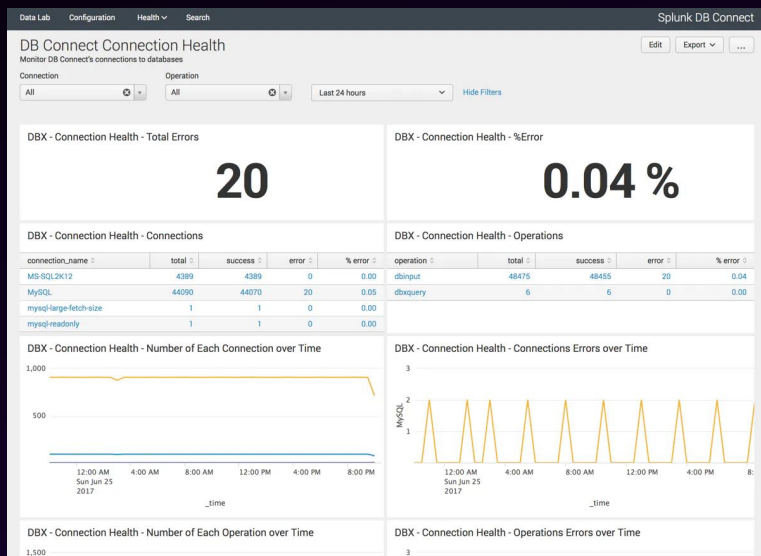 Data Lab Configuration Health Search Splunk DB Connect
DB Connect Connection Health Edit Export ...
Monitor DB Connect's connections to databases
Connection Operation
All All Last 24 hours Hide Filters
DBX - Connection Health - Total Errors
20
DBX - Connection Health - %Error
0.04 %
DBX - Connection Health - Connections
connection_name total success error % error
MS-SQL2K12 4389 4389 0 0.00
MySQL 44090 44070 20 0.05
mysql-large-fetch-size 1 1 0 0.00
mysql-readonly 1 1 0 0.00
DBX - Connection Health - Operations
operation total success error % error
dbinput 48475 48455 20 0.04
dbxquery 6 6 0 0.00
DBX - Connection Health - Number of Each Connection over Time
1,000
500
12:00 AM 4:00 AM 8:00 AM 12:00 PM 4:00 PM 8:00 PM
Sun Jun 25
2017
_time
DBX - Connection Health - Connections Errors over Time
3
2
1
MySQL
12:00 AM 4:00 AM 8:00 AM 12:00 PM 4:00 PM 8:
Sun Jun 25
2017
_time
DBX - Connection Health - Number of Each Operation over Time
1,500
DBX - Connection Health - Operations Errors over Time
3